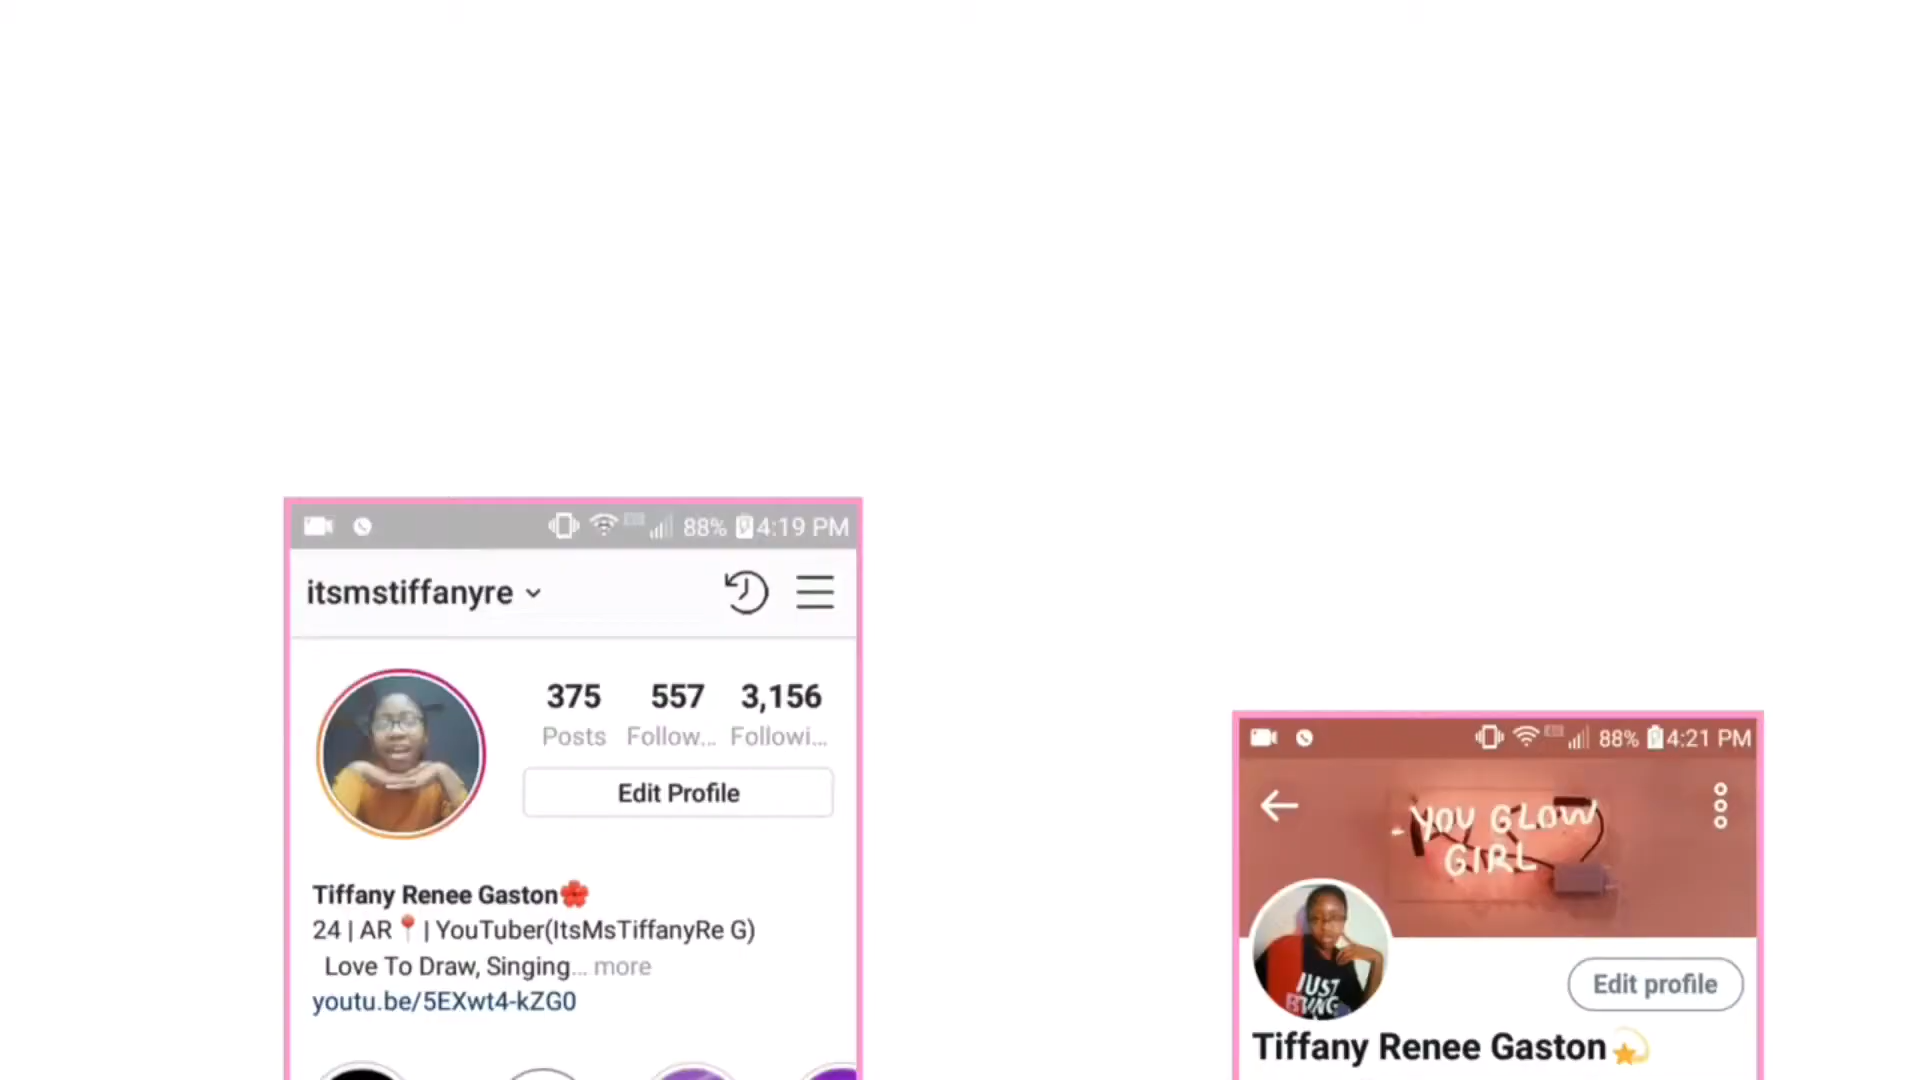 88% 4:19 PM
itsmstiffanyre
375 557 3,156
Posts Follow... Followi...
Edit Profile
Tiffany Renee Gaston
24 | AR | YouTuber(ItsMsTiffanyRe G)
Love To Draw, Singing... more
youtu.be/5EXwt4-kZG0
88% 4:21 PM
YOU GLOW
GIRL
JUST
Edit profile
Tiffany Renee Gaston